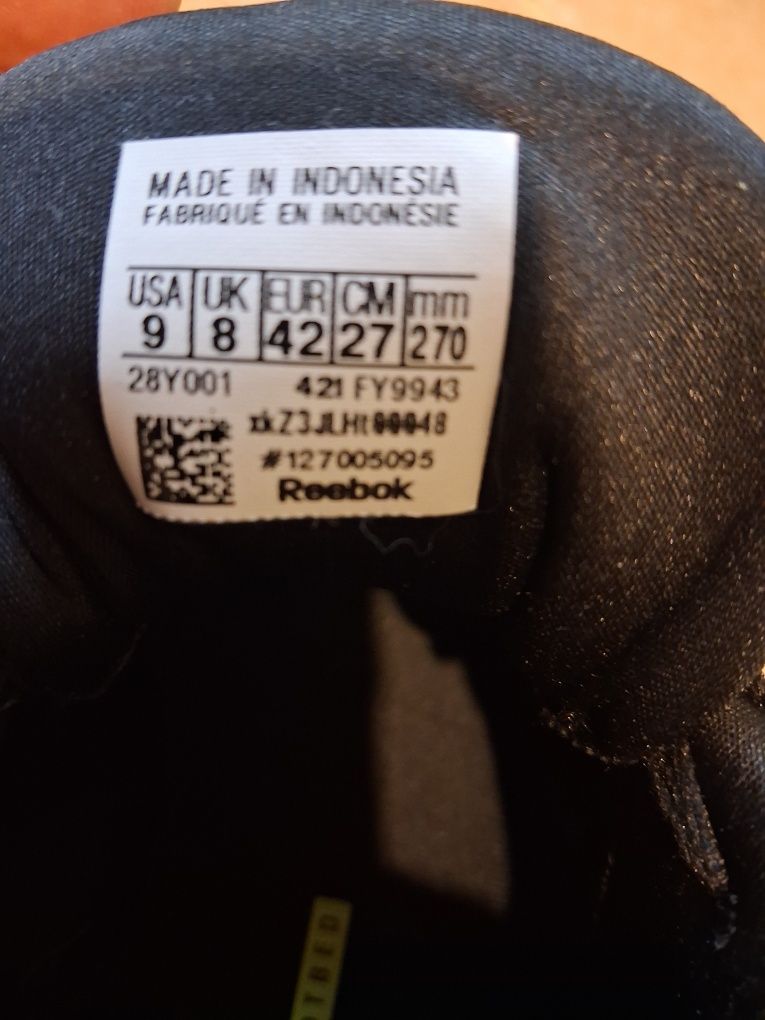 MADE IN INDONESIA
FABRIQUÉ EN INDONÉSIE
USA UK EUR CM mm
9 8 42 27 270
28Y001 421 FY9943
#127005095
Reebok